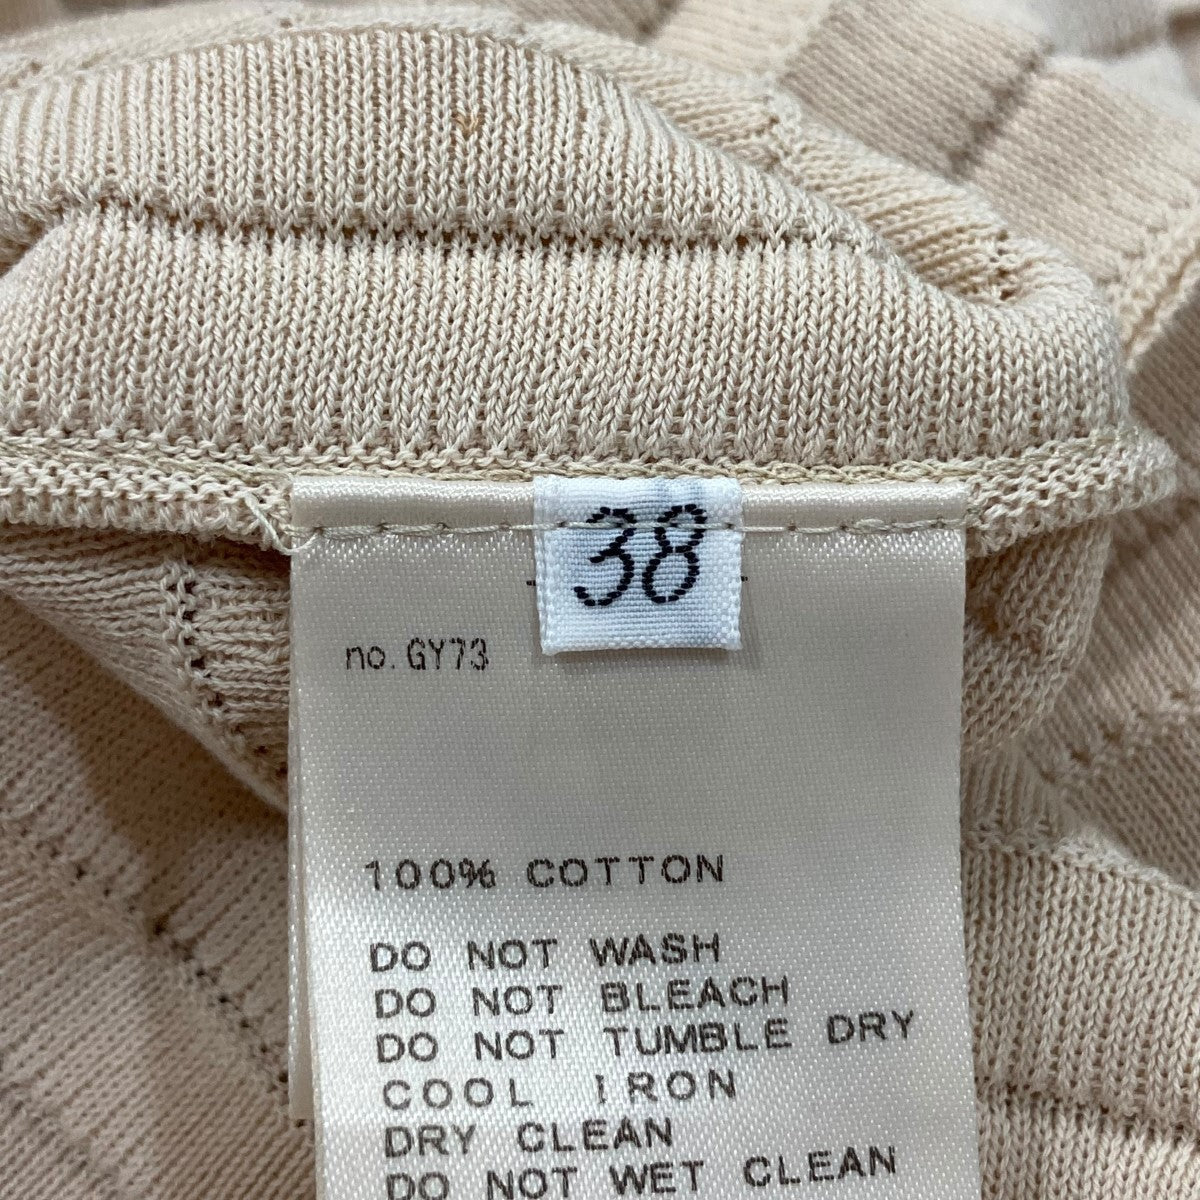 38
no. GY73
100% COTTON
DO NOT WASH
DO NOT BLEACH
DO NOT TUMBLE DRY
COOL IRON
DRY CLEAN
DO NOT WET CLEAN